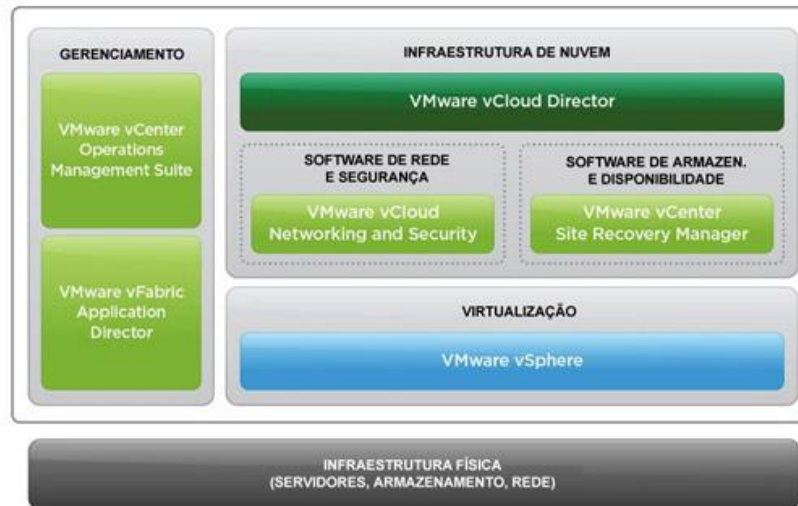 GERENCIAMENTO
VMware vCenter
Operations
Management Suite
VMware vFabric
Application
Director
INFRAESTRUTURA DE NUVEM
VMware vCloud Director
SOFTWARE DE REDE
E SEGURANÇA
VMware vCloud
Networking and Security
SOFTWARE DE ARMAZEN.
E DISPONIBILIDADE
VMware vCenter
Site Recovery Manager
VIRTUALIZAÇÃO
VMware vSphere
INFRAESTRUTURA FÍSICA
(SERVIDORES, ARMAZENAMENTO, REDE)